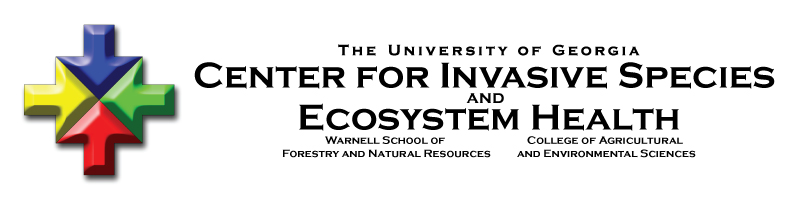 THE UNIVERSITY OF GEORGIA
CENTER FOR INVASIVE SPECIES
AND
ECOSYSTEM HEALTH
WARNELL SCHOOL OF
FORESTRY AND NATURAL RESOURCES
COLLEGE OF AGRICULTURAL
AND ENVIRONMENTAL SCIENCES